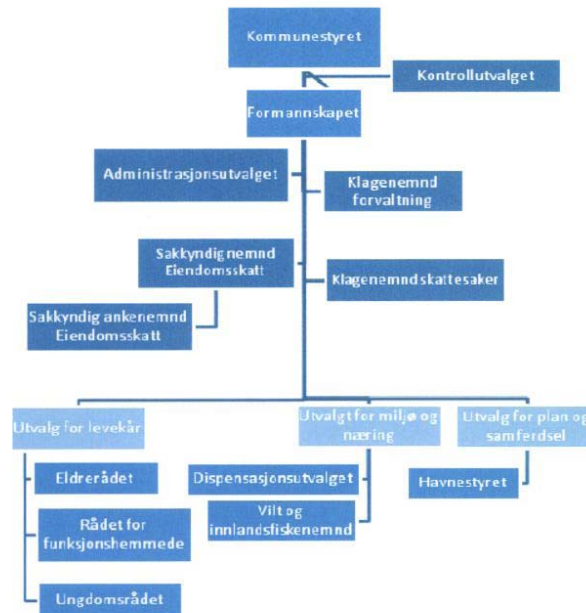 Kommunestyret
Kontrollutvalget
Formannskapet
Administrasjonsutvalget
Klagenemnd
forvaltning
Sakkyndig nemnd
Eiendomsskatt
Klagenemnd skattesaker
Sakkyndig ankenemnd
Eiendomsskatt
Utvalg for levekår
Utvalgt for miljø og
næring
Utvalg for plan og
samferdsel
Eldrerådet
Dispensasjonsutvalget
Havnestyret
Rådet for
funksjonshemmede
Vilt og
innlandsfiskenemnd
Ungdomsrådet